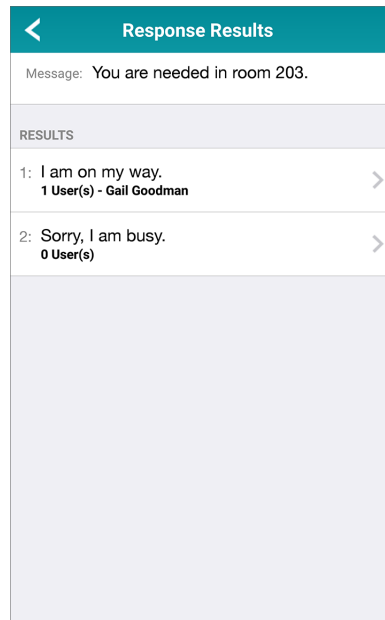 Response Results
Message: You are needed in room 203.
RESULTS
1: I am on my way.
1 User(s) - Gail Goodman
2: Sorry, I am busy.
0 User(s)